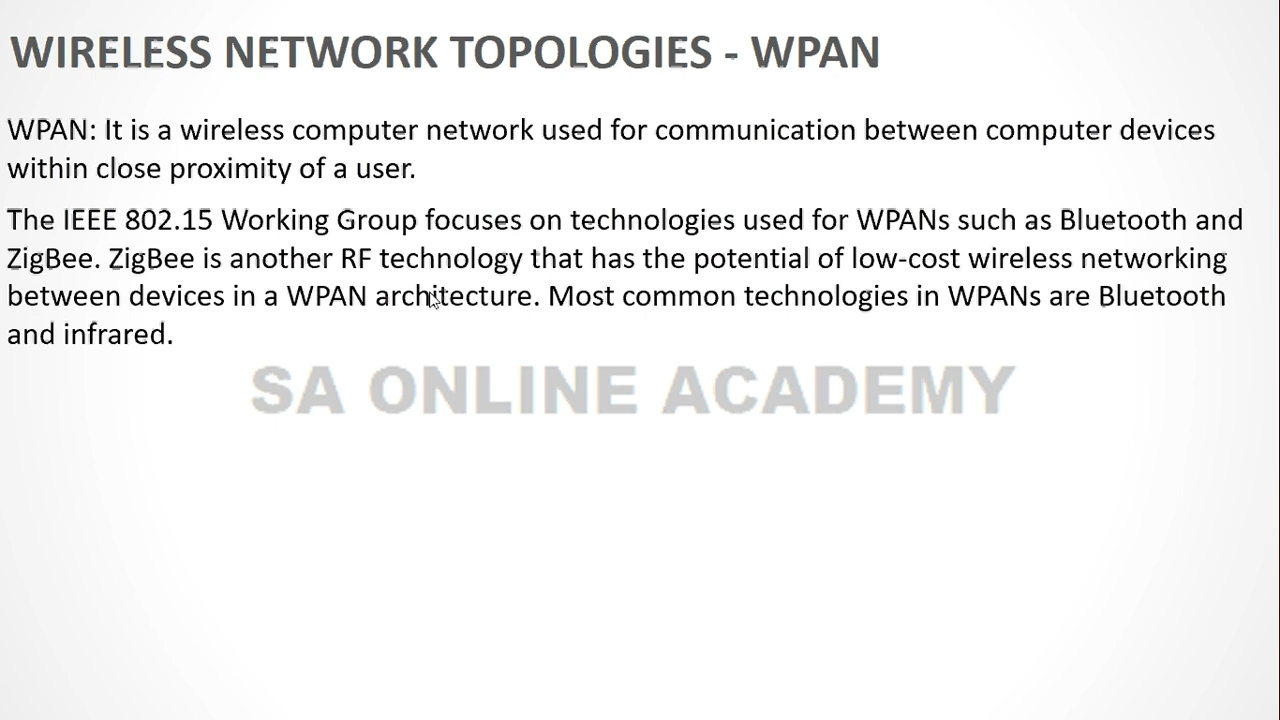 WIRELESS NETWORK TOPOLOGIES - WPAN
WPAN: It is a wireless computer network used for communication between computer devices
within close proximity of a user.
The IEEE 802.15 Working Group focuses on technologies used for WPANs such as Bluetooth and
ZigBee. ZigBee is another RF technology that has the potential of low-cost wireless networking
between devices in a WPAN architecture. Most common technologies in WPANs are Bluetooth
and infrared.
SA ONLINE ACADEMY